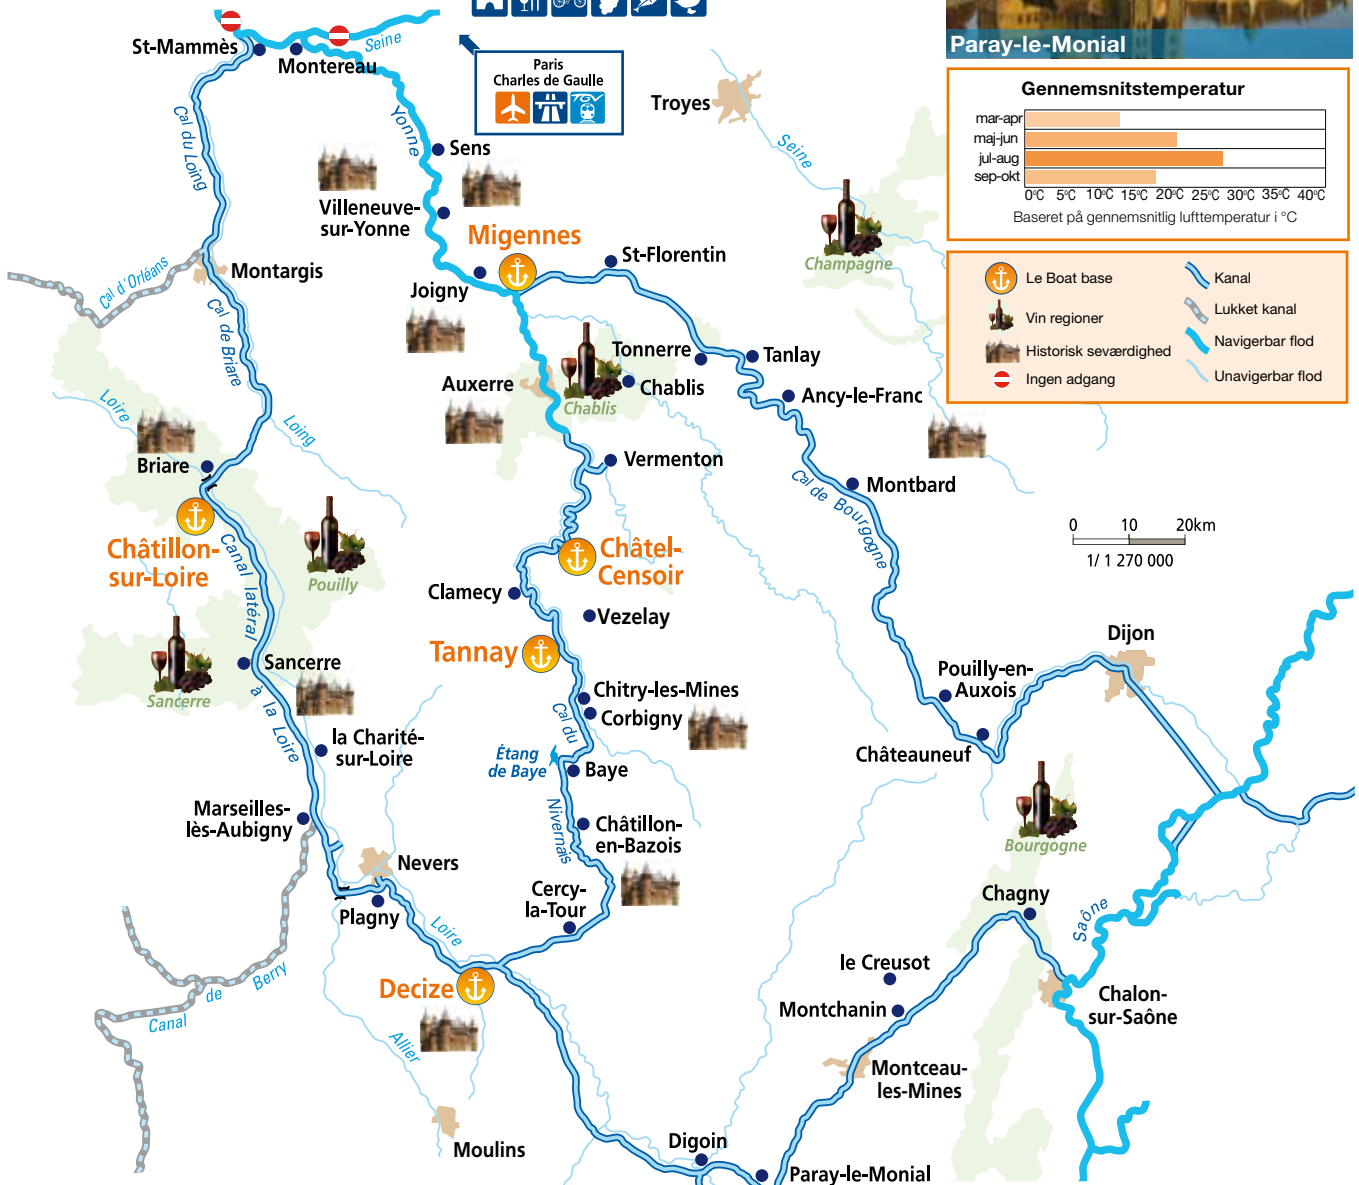 Paray-le-Monial
Gennemsnitstemperatur
mar-apr
maj-jun
jul-aug
sep-okt
0°C 5°C 10°C 15°C 20°C 25°C 30°C 35°C 40°C
Baseret på gennemsnitlig lufttemperatur i °C
Le Boat base
Vin regioner
Historisk seværdighed
Ingen adgang
Kanal
Lukket kanal
Navigerbar flod
Unavigerbar flod
Paris
Charles de Gaulle
TGV
St-Mammès
Montereau
Seine
Cal du Loing
Yonne
Sens
Troyes
Seine
Villeneuve-
sur-Yonne
Migennes
St-Florentin
Champagne
Montargis
Cal d'Orléans
Joigny
Cal de Briare
Tonnerre
Tanlay
Auxerre
Chablis
Chablis
Ancy-le-Franc
Loire
Loing
Briare
Vermenton
Montbard
Cal de Bourgogne
0 10 20km
1/ 1 270 000
Châtillon-
sur-Loire
Canal latéral
à la Loire
Pouilly
Châtel-
Censoir
Clamecy
Vezelay
Tannay
Dijon
Sancerre
Sancerre
Pouilly-en-
Auxois
Chitry-les-Mines
Corbigny
Cal du
Nivernais
la Charité-
sur-Loire
Étang
de Baye
Baye
Châteauneuf
Marseilles-
lès-Aubigny
Châtillon-
en-Bazois
Bourgogne
Nevers
Cercy-
la-Tour
Chagny
Plagny
Loire
Saône
le Creusot
Decize
Montchanin
Chalon-
sur-Saône
Canal
de
Berry
Allier
Montceau-
les-Mines
Moulins
Digoin
Paray-le-Monial